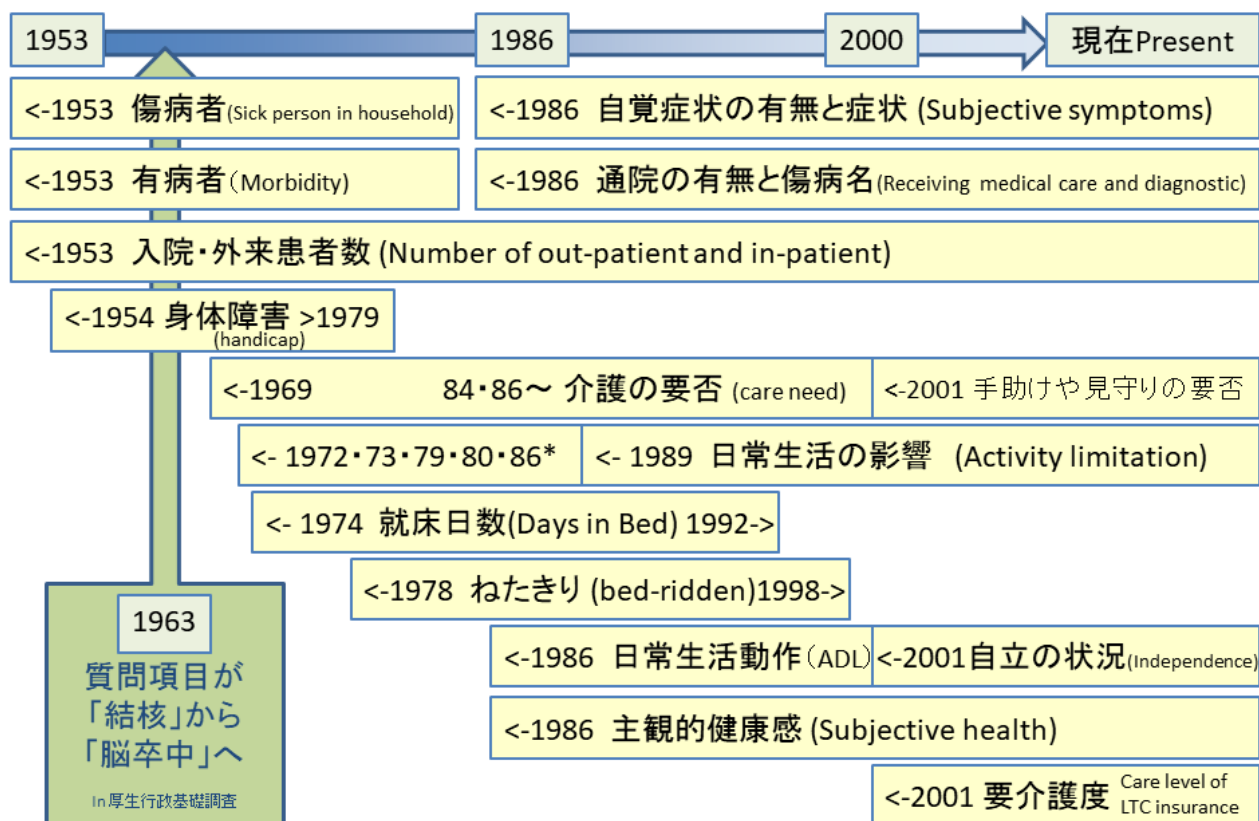 1953 1986 2000 現在Present
<-1953 傷病者(Sick person in household)
<-1986 自覚症状の有無と症状 (Subjective symptoms)
<-1953 有病者(Morbidity)
<-1986 通院の有無と傷病名(Receiving medical care and diagnostic)
<-1953 入院・外来患者数 (Number of out-patient and in-patient)
<-1954 身体障害 >1979
(handicap)
<-1969 84・86～ 介護の要否 (care need)
<-2001 手助けや見守りの要否
<- 1972・73・79・80・86*
<- 1989 日常生活の影響 (Activity limitation)
<- 1974 就床日数(Days in Bed) 1992->
<-1978 ねたきり (bed-ridden)1998->
<-1986 日常生活動作(ADL)
<-2001自立の状況(Independence)
<-1986 主観的健康感 (Subjective health)
<-2001 要介護度 Care level of
LTC insurance
1963
質問項目が
「結核」から
「脳卒中」へ
In厚生行政基礎調査